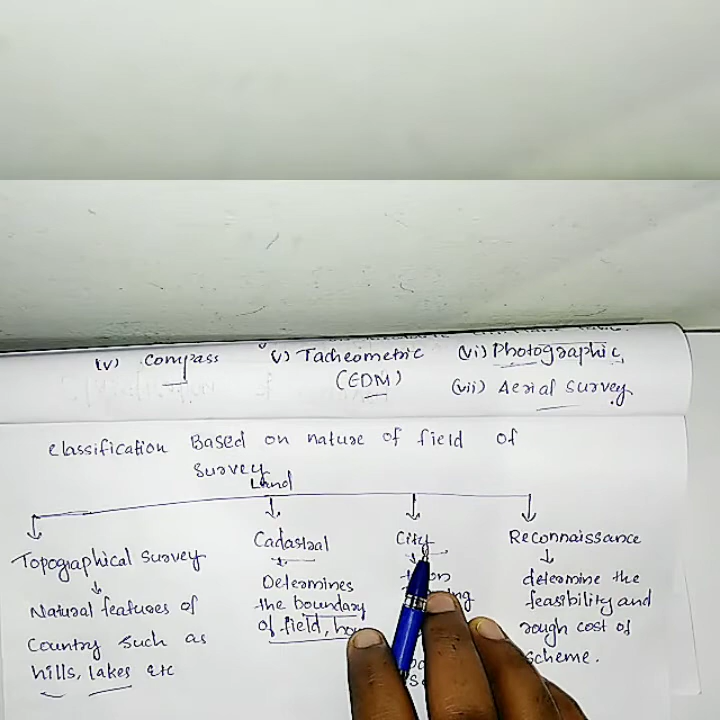 (v) Compass (v) Tacheometric (vi) Photographic
(EDM) (vii) Aerial Survey
Classification Based on nature of field of
Survey
Land
Topographical survey Cadastral City Reconnaissance
Natural features of Determines determine the
Country such as the boundary feasibility and
hills, lakes etc of field, rough cost of
scheme.